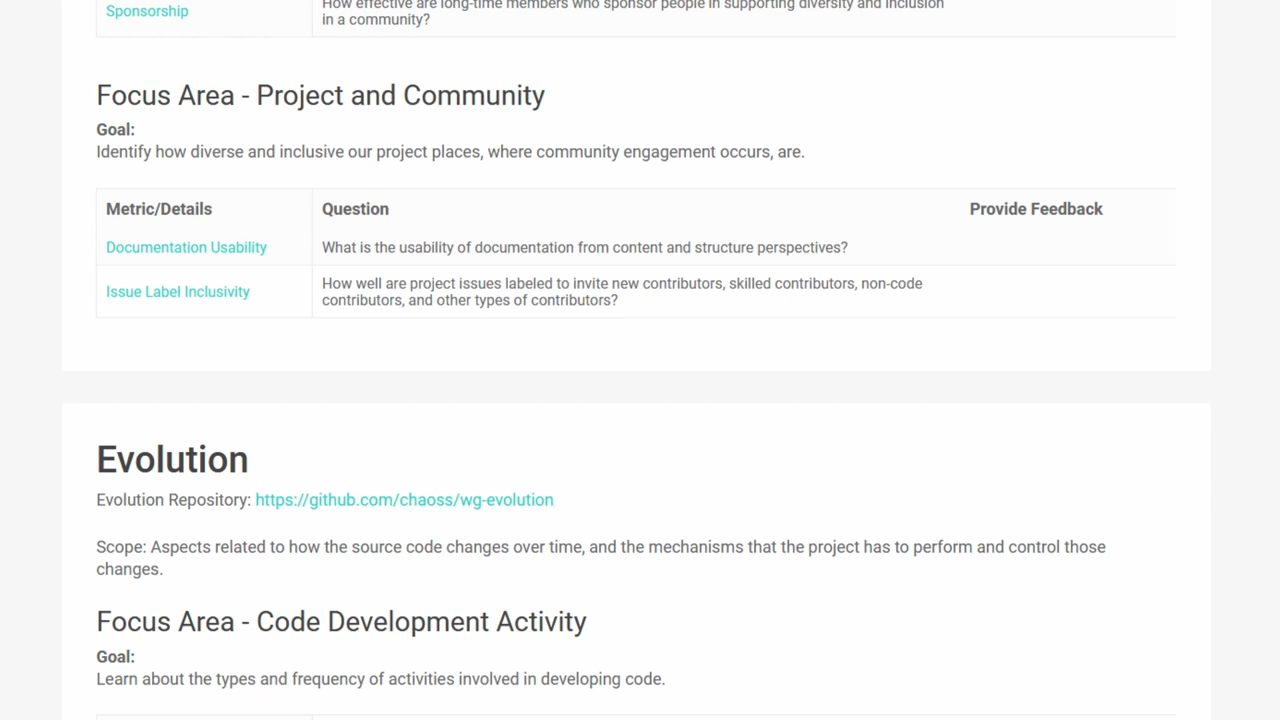 How effective are long-time members who sponsor people in supporting diversity and inclusion
Sponsorship
in a community?
Focus Area - Project and Community
Goal:
Identify how diverse and inclusive our project places, where community engagement occurs, are.
Metric/Details Question Provide Feedback
Documentation Usability What is the usability of documentation from content and structure perspectives?
How well are project issues labeled to invite new contributors, skilled contributors, non-code
Issue Label Inclusivity
contributors, and other types of contributors?
Evolution
Evolution Repository: https://github.com/chaoss/wg-evolution
Scope: Aspects related to how the source code changes over time, and the mechanisms that the project has to perform and control those
changes.
Focus Area - Code Development Activity
Goal:
Learn about the types and frequency of activities involved in developing code.